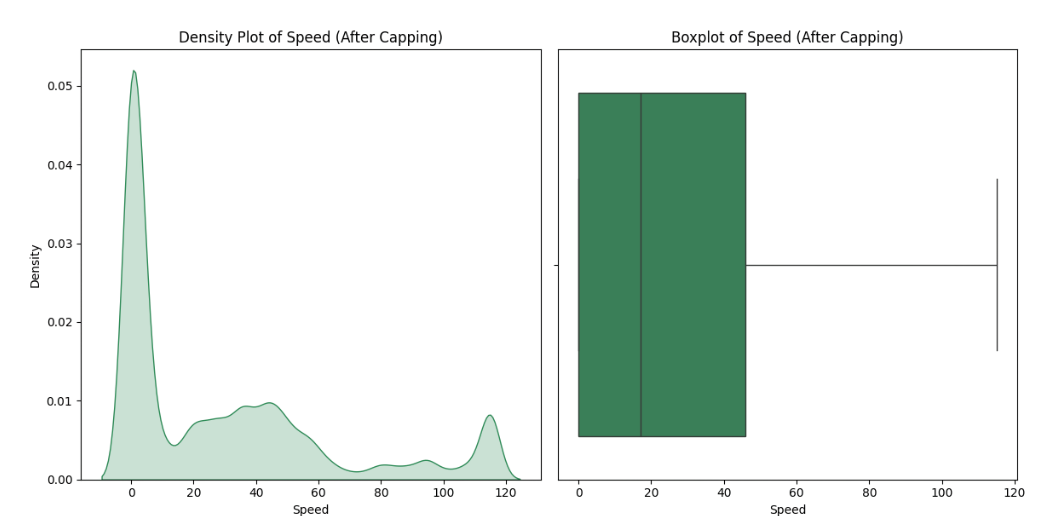 Density Plot of Speed (After Capping)
0.05
0.04
0.03
0.02
0.01
0.00
Density
0 20 40 60 80 100 120
Speed
Boxplot of Speed (After Capping)
0 20 40 60 80 100 120
Speed